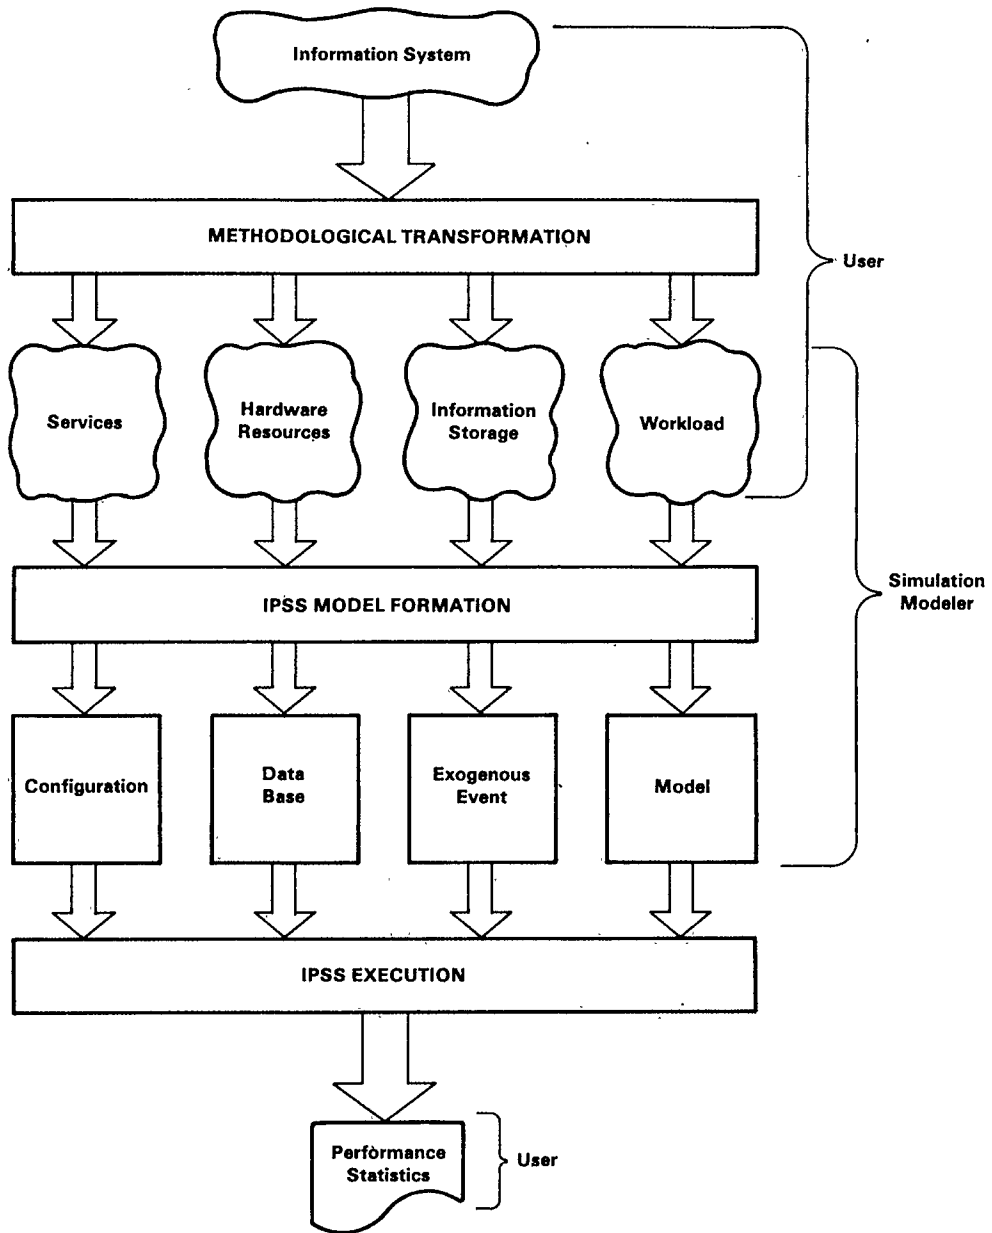 Information System
METHODOLOGICAL TRANSFORMATION
User
Services
Hardware
Resources
Information
Storage
Workload
Simulation
Modeler
IPSS MODEL FORMATION
Configuration
Data
Base
Exogenous
Event
Model
IPSS EXECUTION
Performance
Statistics
User